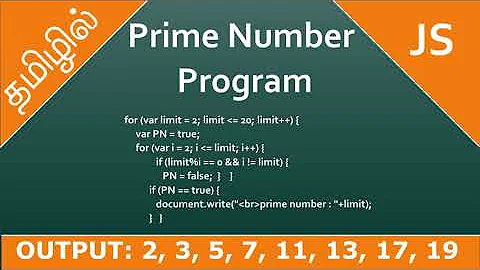 தமிழில்
Prime Number
Program
JS
for (var limit = 2; limit <= 20; limit++) {
var PN = true;
for (var i = 2; i <= limit; i++) {
if (limit%i == 0 && i != limit) {
PN = false; } }
if (PN == true) {
document.write("<br>prime number : "+limit);
} }
OUTPUT: 2, 3, 5, 7, 11, 13, 17, 19